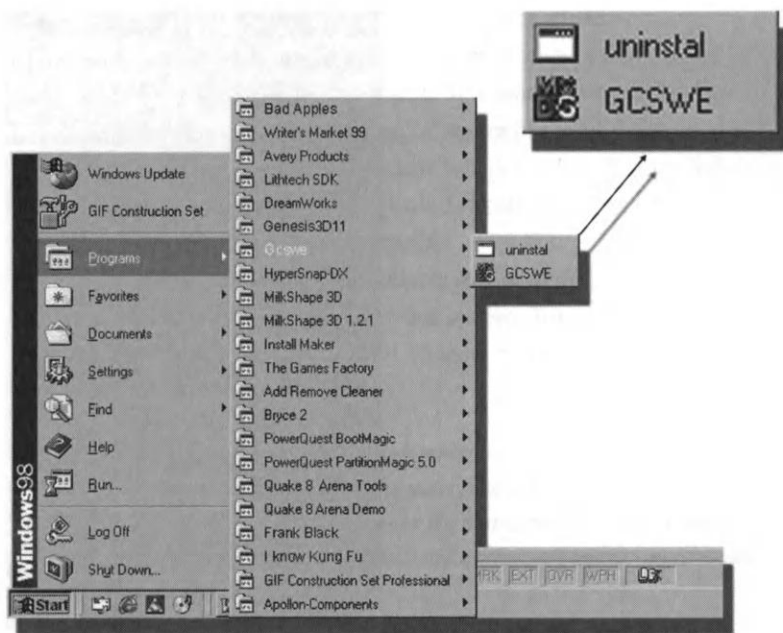 uninstal
GCSWE
Windows Update
GIF Construction Set
Programs
Favorites
Documents
Settings
Find
Help
Run...
Log Off
Shut Down...
Windows98
Start
Bad Apples
Writer's Market 99
Avery Products
Lithtech SDK
DreamWorks
Genesis3D11
Gcswe
HyperSnap-DX
MilkShape 3D
MilkShape 3D 1.2.1
Install Maker
The Games Factory
Add Remove Cleaner
Bryce 2
PowerQuest BootMagic
PowerQuest PartitionMagic 5.0
Quake 8 Arena Tools
Quake 8 Arena Demo
Frank Black
I know Kung Fu
GIF Construction Set Professional
Apollon-Components
uninstal
GCSWE
EXT OVR WPH